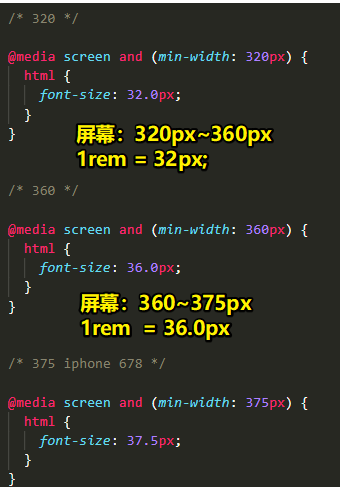 /* 320 */
@media screen and (min-width: 320px) {
html {
font-size: 32.0px;
}
}
屏幕：320px~360px
1rem = 32px;
/* 360 */
@media screen and (min-width: 360px) {
html {
font-size: 36.0px;
}
}
屏幕：360~375px
1rem = 36.0px
/* 375 iphone 678 */
@media screen and (min-width: 375px) {
html {
font-size: 37.5px;
}
}